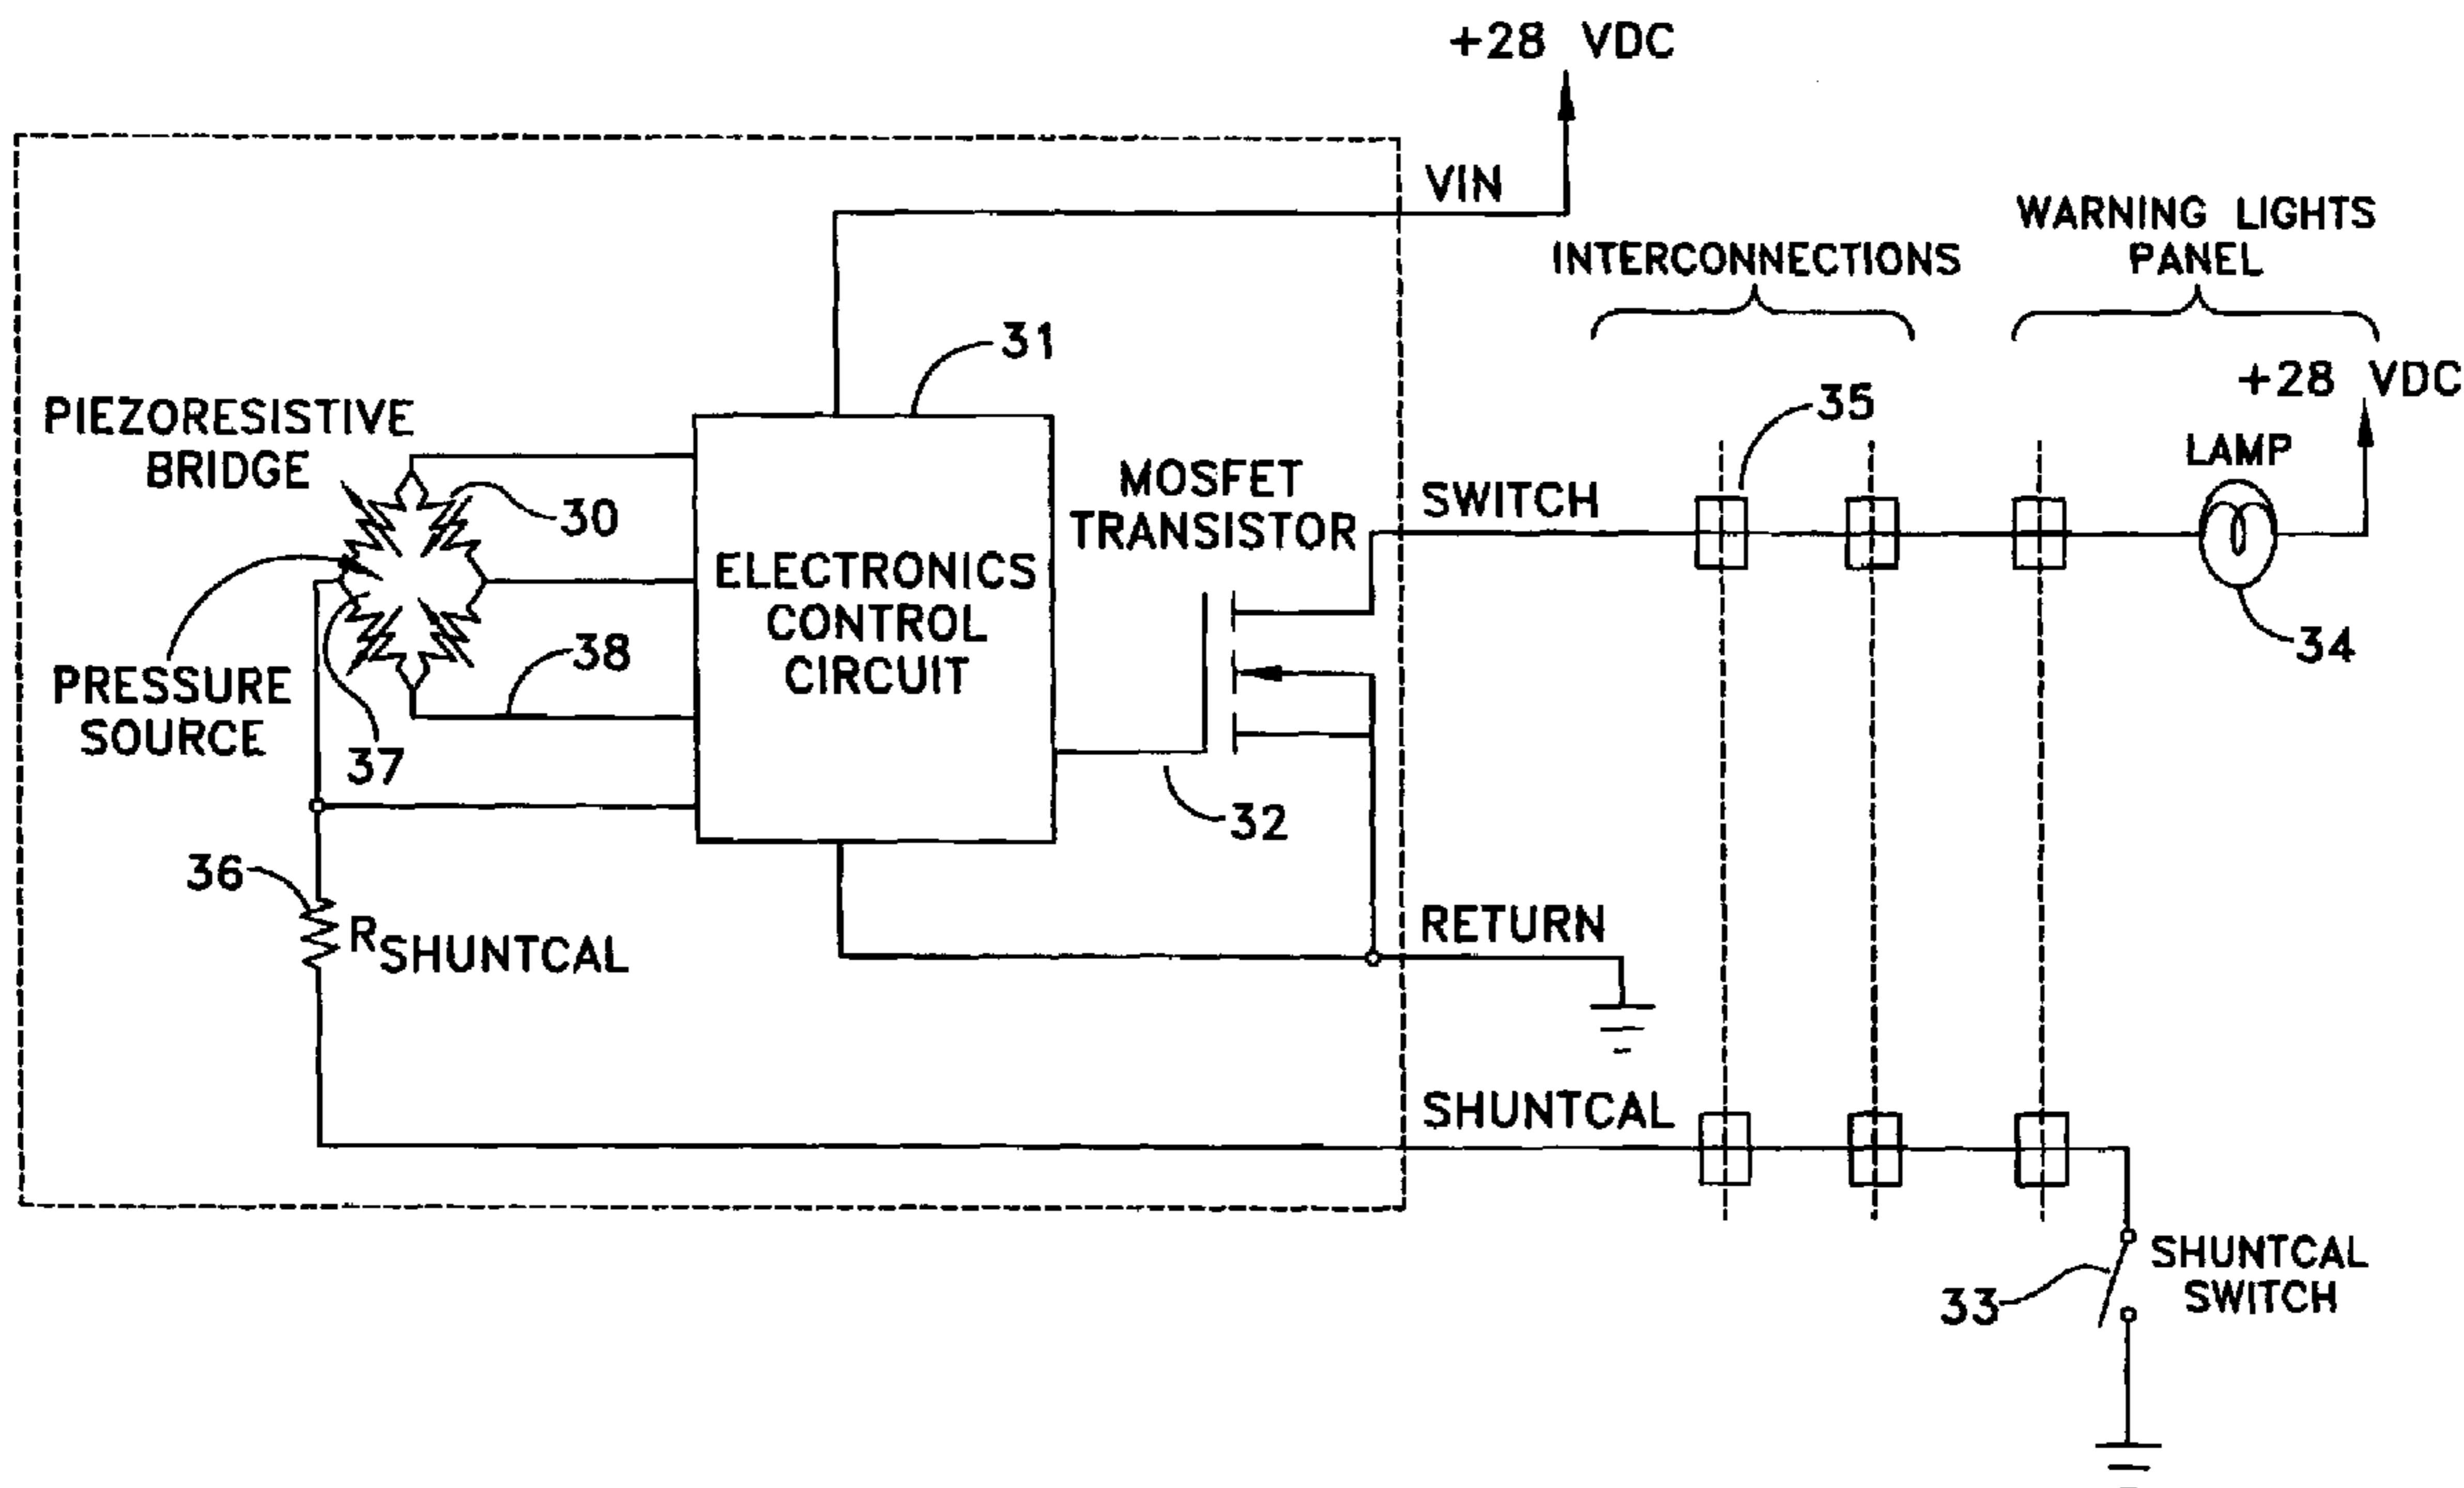 +28 VDC
VIN
WARNING LIGHTS
PANEL
INTERCONNECTIONS
31
+28 VDC
35
PIEZORESISTIVE
BRIDGE
LAMP
MOSFET
TRANSISTOR
SWITCH
30
ELECTRONICS
CONTROL
CIRCUIT
38
34
PRESSURE
SOURCE
37
32
36
RSHUNTCAL
RETURN
SHUNTCAL
SHUNTCAL
SWITCH
33